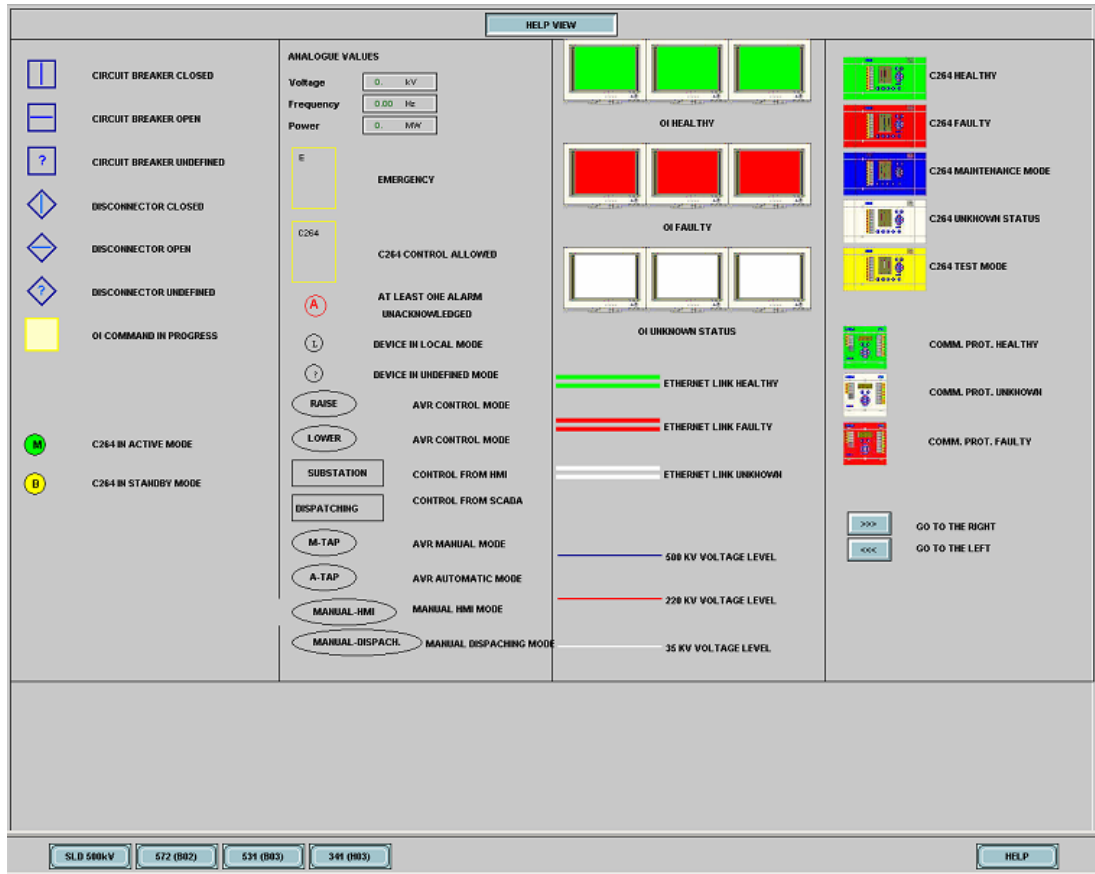 HELP VIEW
CIRCUIT BREAKER CLOSED
CIRCUIT BREAKER OPEN
?
CIRCUIT BREAKER UNDEFINED
DISCONNECTOR CLOSED
DISCONNECTOR OPEN
?
DISCONNECTOR UNDEFINED
OI COMMAND IN PROGRESS
M
C264 IN ACTIVE MODE
B
C264 IN STANDBY MODE
ANALOGUE VALUES
Voltage 0. kV
Frequency 0.00 Hz
Power 0. MW
E
EMERGENCY
C264
C264 CONTROL ALLOWED
A
AT LEAST ONE ALARM
UNACKNOWLEDGED
L DEVICE IN LOCAL MODE
? DEVICE IN UNDEFINED MODE
RAISE AVR CONTROL MODE
LOWER AVR CONTROL MODE
SUBSTATION CONTROL FROM HMI
DISPATCHING CONTROL FROM SCADA
M-TAP AVR MANUAL MODE
A-TAP AVR AUTOMATIC MODE
MANUAL-HMI MANUAL HMI MODE
MANUAL-DISPACH. MANUAL DISPACHING MODE
OI HEALTHY
OI FAULTY
OI UNKNOWN STATUS
ETHERNET LINK HEALTHY
ETHERNET LINK FAULTY
ETHERNET LINK UNKNOWN
500 KV VOLTAGE LEVEL
220 KV VOLTAGE LEVEL
35 KV VOLTAGE LEVEL
C264 HEALTHY
C264 FAULTY
C264 MAINTENANCE MODE
C264 UNKNOWN STATUS
C264 TEST MODE
COMM. PROT. HEALTHY
COMM. PROT. UNKNOWN
COMM. PROT. FAULTY
>>> GO TO THE RIGHT
<<< GO TO THE LEFT
SLD 500kV 572 (B02) 531 (B03) 341 (H03) HELP